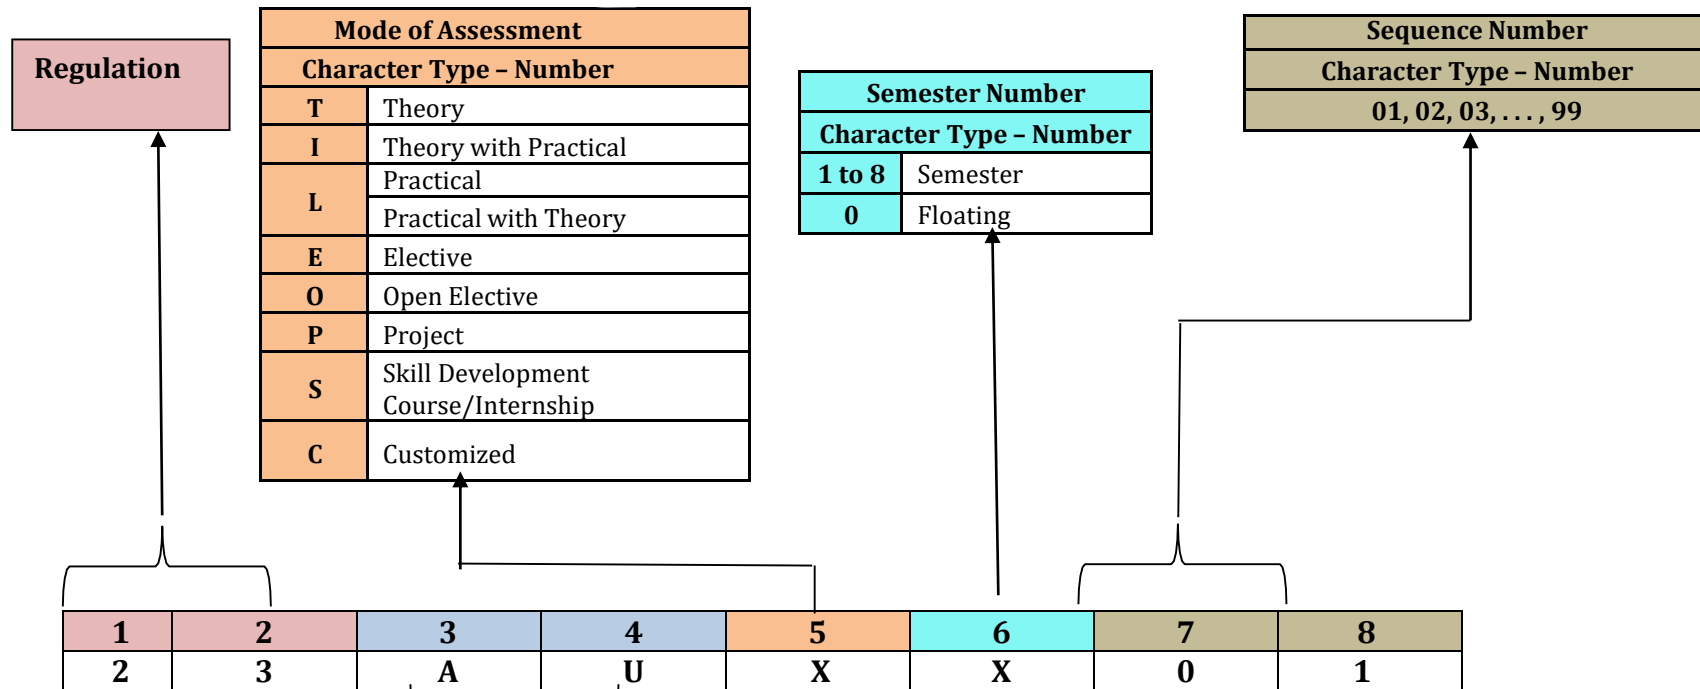 Regulation
Mode of Assessment
Character Type – Number
T Theory
I Theory with Practical
L Practical
Practical with Theory
E Elective
O Open Elective
P Project
S Skill Development
Course/Internship
C Customized
Semester Number
Character Type – Number
1 to 8 Semester
0 Floating
Sequence Number
Character Type – Number
01, 02, 03, . . . , 99
1 2 3 4 5 6 7 8
2 3 A U X X 0 1